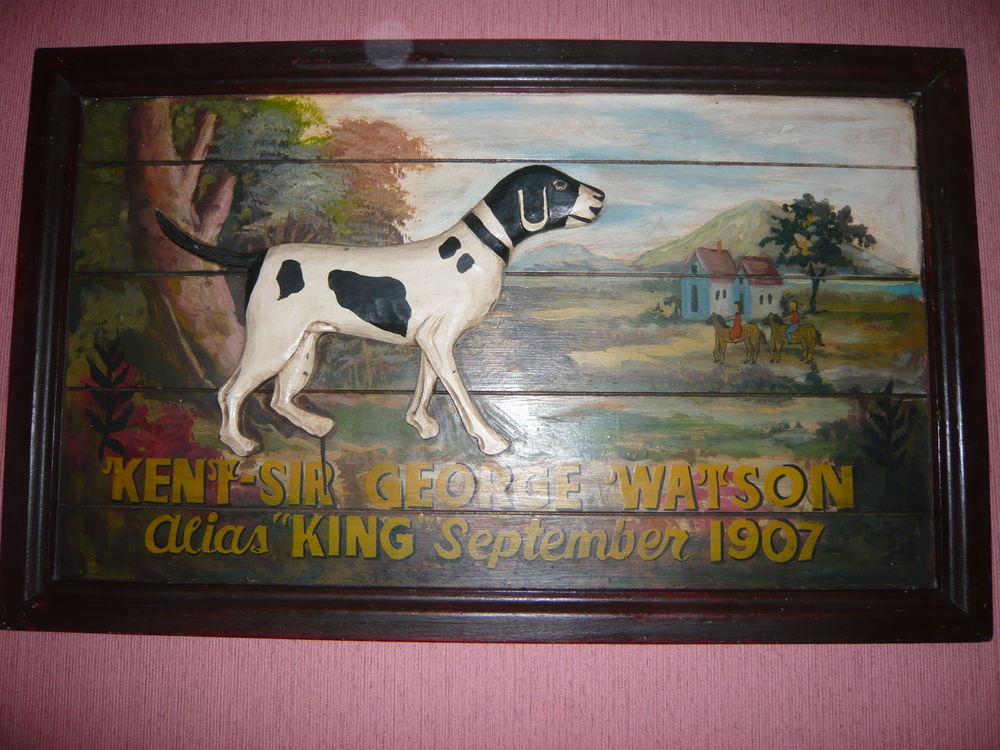 KENT-SIR GEORGE WATSON
Alias "KING" September 1907